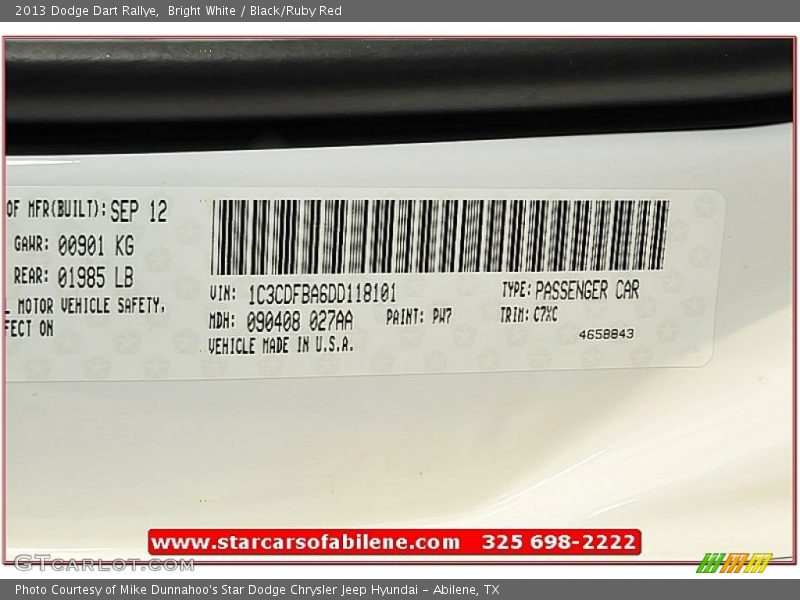 2013 Dodge Dart Rallye, Bright White / Black/Ruby Red
OF MFR(BUILT): SEP 12
GAWR: 00901 KG
REAR: 01985 LB
L MOTOR VEHICLE SAFETY,
FECT ON
VIN: 1C3CDFBA6DD118101
TYPE: PASSENGER CAR
MDH: 090408 027AA
PAINT: PW7
TRIM: C7XC
VEHICLE MADE IN U.S.A.
4658843
www.starcarsofabilene.com 325 698-2222
GTCARLOT.COM
Photo Courtesy of Mike Dunnahoo's Star Dodge Chrysler Jeep Hyundai - Abilene, TX